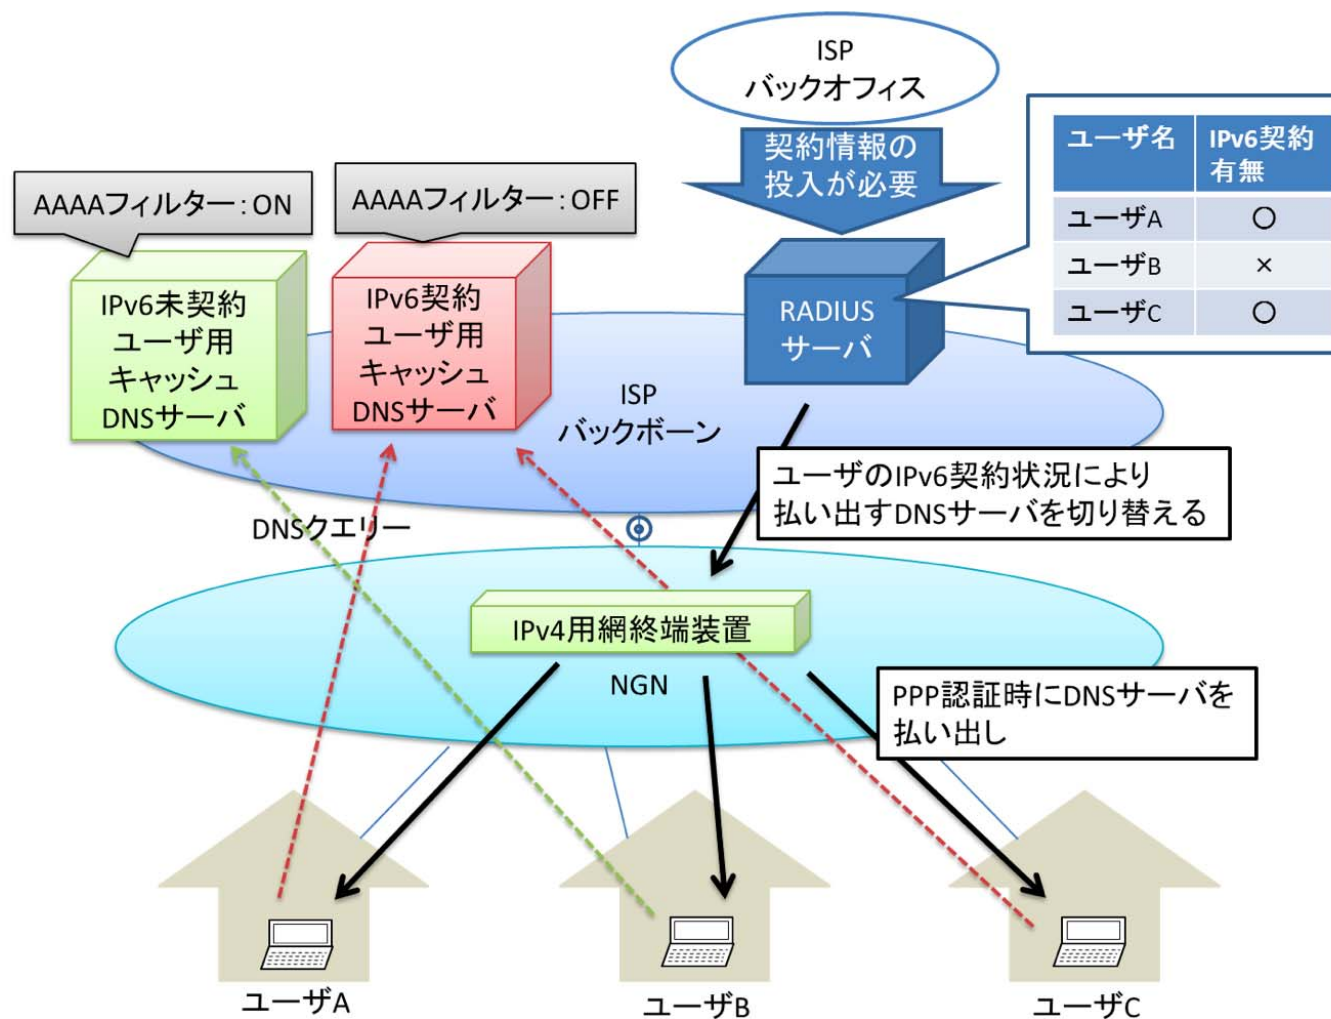 ISP
バックオフィス
契約情報の
投入が必要
ユーザ名 IPv6契約
有無
ユーザA 〇
ユーザB ×
ユーザC 〇
AAAAフィルター：ON
AAAAフィルター：OFF
IPv6未契約
ユーザ用
キャッシュ
DNSサーバ
IPv6契約
ユーザ用
キャッシュ
DNSサーバ
RADIUS
サーバ
ISP
バックボーン
ユーザのIPv6契約状況により
払い出すDNSサーバを切り替える
DNSクエリー
IPv4用網終端装置
NGN
PPP認証時にDNSサーバを
払い出し
ユーザA
ユーザB
ユーザC